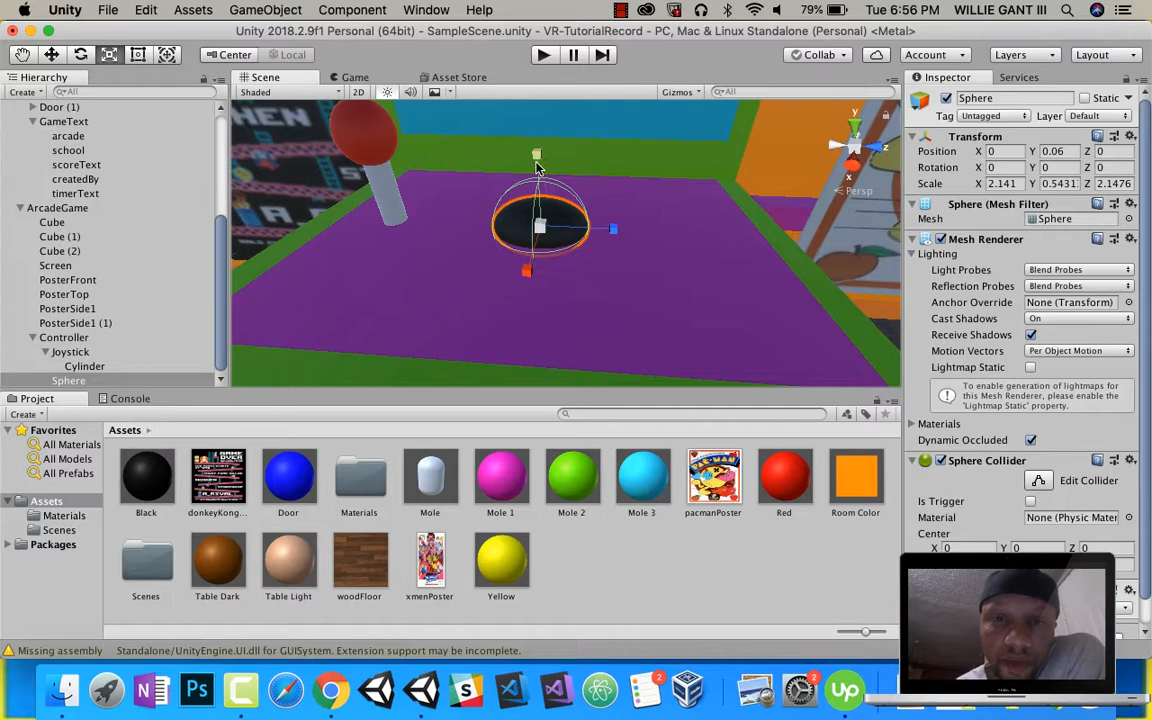 Unity File Edit Assets GameObject Component Window Help 79% Tue 6:56 PM WILLIE GANT III
Unity 2018.2.9f1 Personal (64bit) - SampleScene.unity - VR-TutorialRecord - PC, Mac & Linux Standalone (Personal) <Metal>
Center Local Collab Account Layers Layout
Hierarchy Scene Game Asset Store Inspector Services
Create All Shaded 2D Gizmos All
Sphere Static
Tag Untagged Layer Default
Door (1)
GameText
arcade
school
scoreText
createdBy
timerText
ArcadeGame
Cube
Cube (1)
Cube (2)
Screen
PosterFront
PosterTop
PosterSide1
PosterSide1 (1)
Controller
Joystick
Cylinder
Sphere
y
z
x
Persp
Transform
Position X 0 Y 0.06 Z 0
Rotation X 0 Y 0 Z 0
Scale X 2.141 Y 0.5431 Z 2.1476
Sphere (Mesh Filter)
Mesh Sphere
Mesh Renderer
Lighting
Light Probes Blend Probes
Reflection Probes Blend Probes
Anchor Override None (Transform)
Cast Shadows On
Receive Shadows
Motion Vectors Per Object Motion
Lightmap Static
To enable generation of lightmaps for
this Mesh Renderer, please enable the
'Lightmap Static' property.
Materials
Dynamic Occluded
Sphere Collider
Edit Collider
Is Trigger
Material None (Physic Mater
Center
X 0 Y 0 Z 0
Project Console
Create
Favorites
All Materials
All Models
All Prefabs
Assets
Materials
Scenes
Packages
Assets
Black donkeyKong... Door Materials Mole Mole 1 Mole 2 Mole 3 pacmanPoster Red Room Color
Scenes Table Dark Table Light woodFloor xmenPoster Yellow
Missing assembly Standalone/UnityEngine.UI.dll for GUISystem. Extension support may be incomplete.
N Ps S 2 2 Up